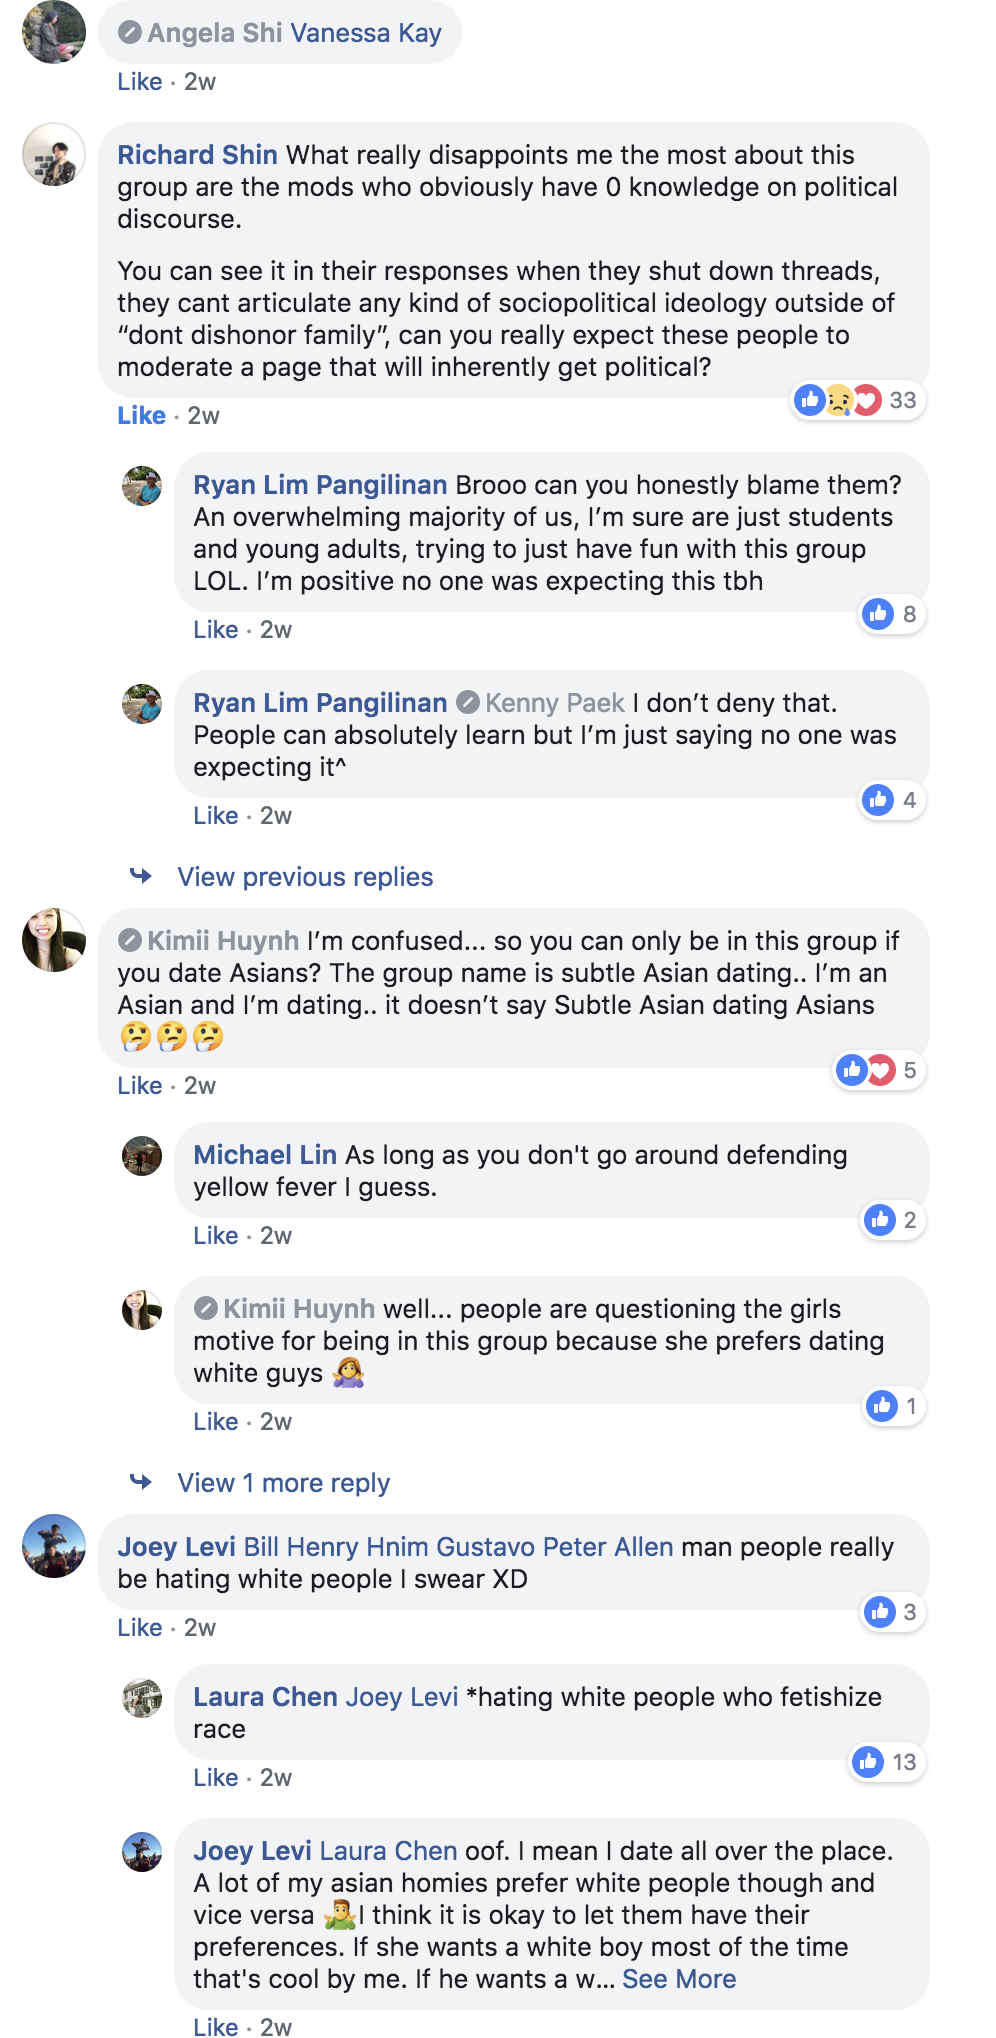 Angela Shi Vanessa Kay
Like · 2w
Richard Shin What really disappoints me the most about this
group are the mods who obviously have 0 knowledge on political
discourse.
You can see it in their responses when they shut down threads,
they cant articulate any kind of sociopolitical ideology outside of
“dont dishonor family”, can you really expect these people to
moderate a page that will inherently get political?
33
Like · 2w
Ryan Lim Pangilinan Brooo can you honestly blame them?
An overwhelming majority of us, I’m sure are just students
and young adults, trying to just have fun with this group
LOL. I’m positive no one was expecting this tbh
8
Like · 2w
Ryan Lim Pangilinan Kenny Paek I don’t deny that.
People can absolutely learn but I’m just saying no one was
expecting it^
4
Like · 2w
View previous replies
Kimii Huynh I’m confused... so you can only be in this group if
you date Asians? The group name is subtle Asian dating.. I’m an
Asian and I’m dating.. it doesn’t say Subtle Asian dating Asians
🤔🤔🤔
5
Like · 2w
Michael Lin As long as you don't go around defending
yellow fever I guess.
2
Like · 2w
Kimii Huynh well... people are questioning the girls
motive for being in this group because she prefers dating
white guys 🤷‍♀️
1
Like · 2w
View 1 more reply
Joey Levi Bill Henry Hnim Gustavo Peter Allen man people really
be hating white people I swear XD
3
Like · 2w
Laura Chen Joey Levi *hating white people who fetishize
race
13
Like · 2w
Joey Levi Laura Chen oof. I mean I date all over the place.
A lot of my asian homies prefer white people though and
vice versa 🤷‍♂️I think it is okay to let them have their
preferences. If she wants a white boy most of the time
that's cool by me. If he wants a w... See More
Like · 2w